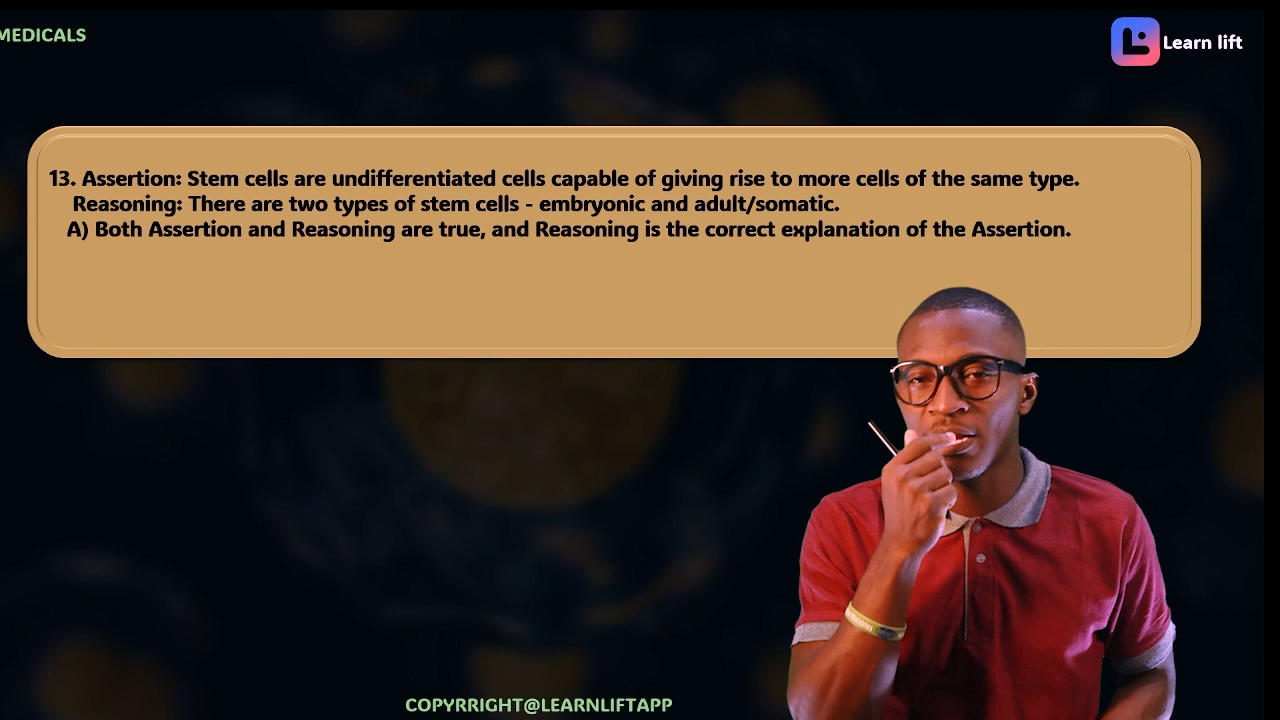 MEDICALS
Learn lift
13. Assertion: Stem cells are undifferentiated cells capable of giving rise to more cells of the same type.
Reasoning: There are two types of stem cells - embryonic and adult/somatic.
A) Both Assertion and Reasoning are true, and Reasoning is the correct explanation of the Assertion.
COPYRRIGHT@LEARNLIFTAPP